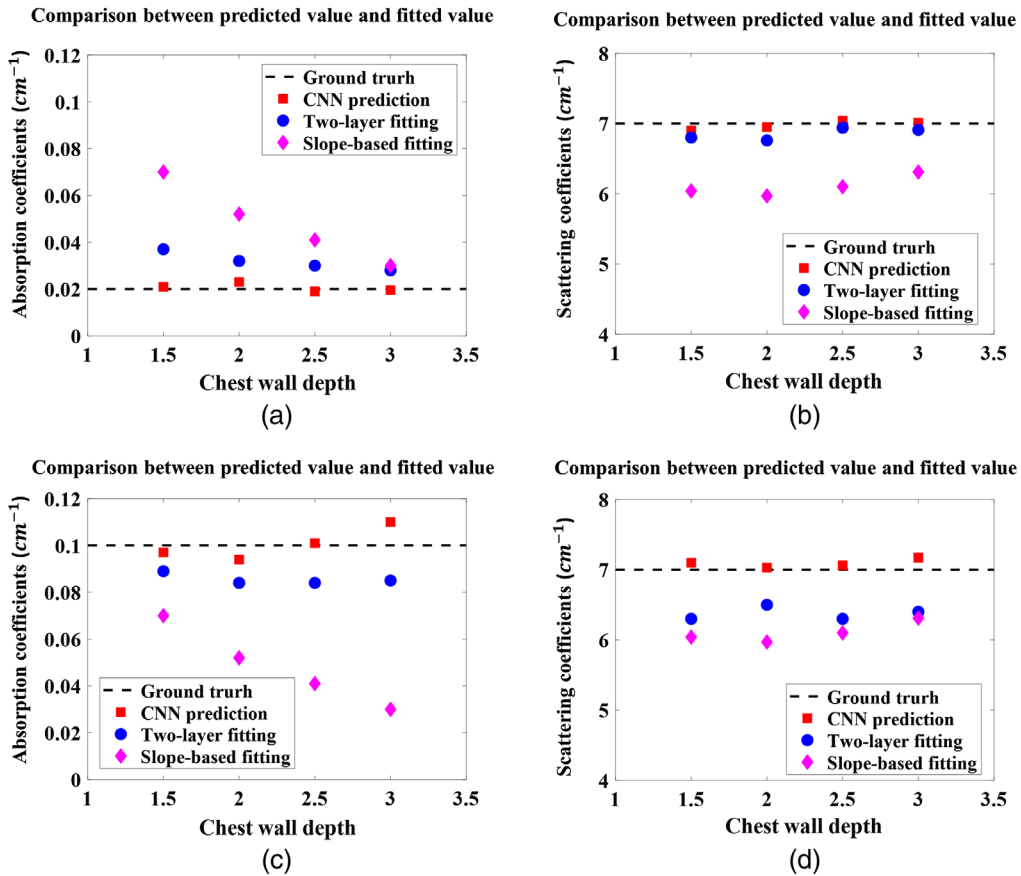 Comparison between predicted value and fitted value
Absorption coefficients (cm⁻¹)
0.12
0.1
0.08
0.06
0.04
0.02
0
Ground trurh
CNN prediction
Two-layer fitting
Slope-based fitting
1 1.5 2 2.5 3 3.5
Chest wall depth
(a)
Comparison between predicted value and fitted value
Scattering coefficients (cm⁻¹)
8
7
6
5
4
Ground trurh
CNN prediction
Two-layer fitting
Slope-based fitting
1 1.5 2 2.5 3 3.5
Chest wall depth
(b)
Comparison between predicted value and fitted value
Absorption coefficients (cm⁻¹)
0.12
0.1
0.08
0.06
0.04
0.02
0
Ground trurh
CNN prediction
Two-layer fitting
Slope-based fitting
1 1.5 2 2.5 3 3.5
Chest wall depth
(c)
Comparison between predicted value and fitted value
Scattering coefficients (cm⁻¹)
8
7
6
5
4
Ground trurh
CNN prediction
Two-layer fitting
Slope-based fitting
1 1.5 2 2.5 3 3.5
Chest wall depth
(d)